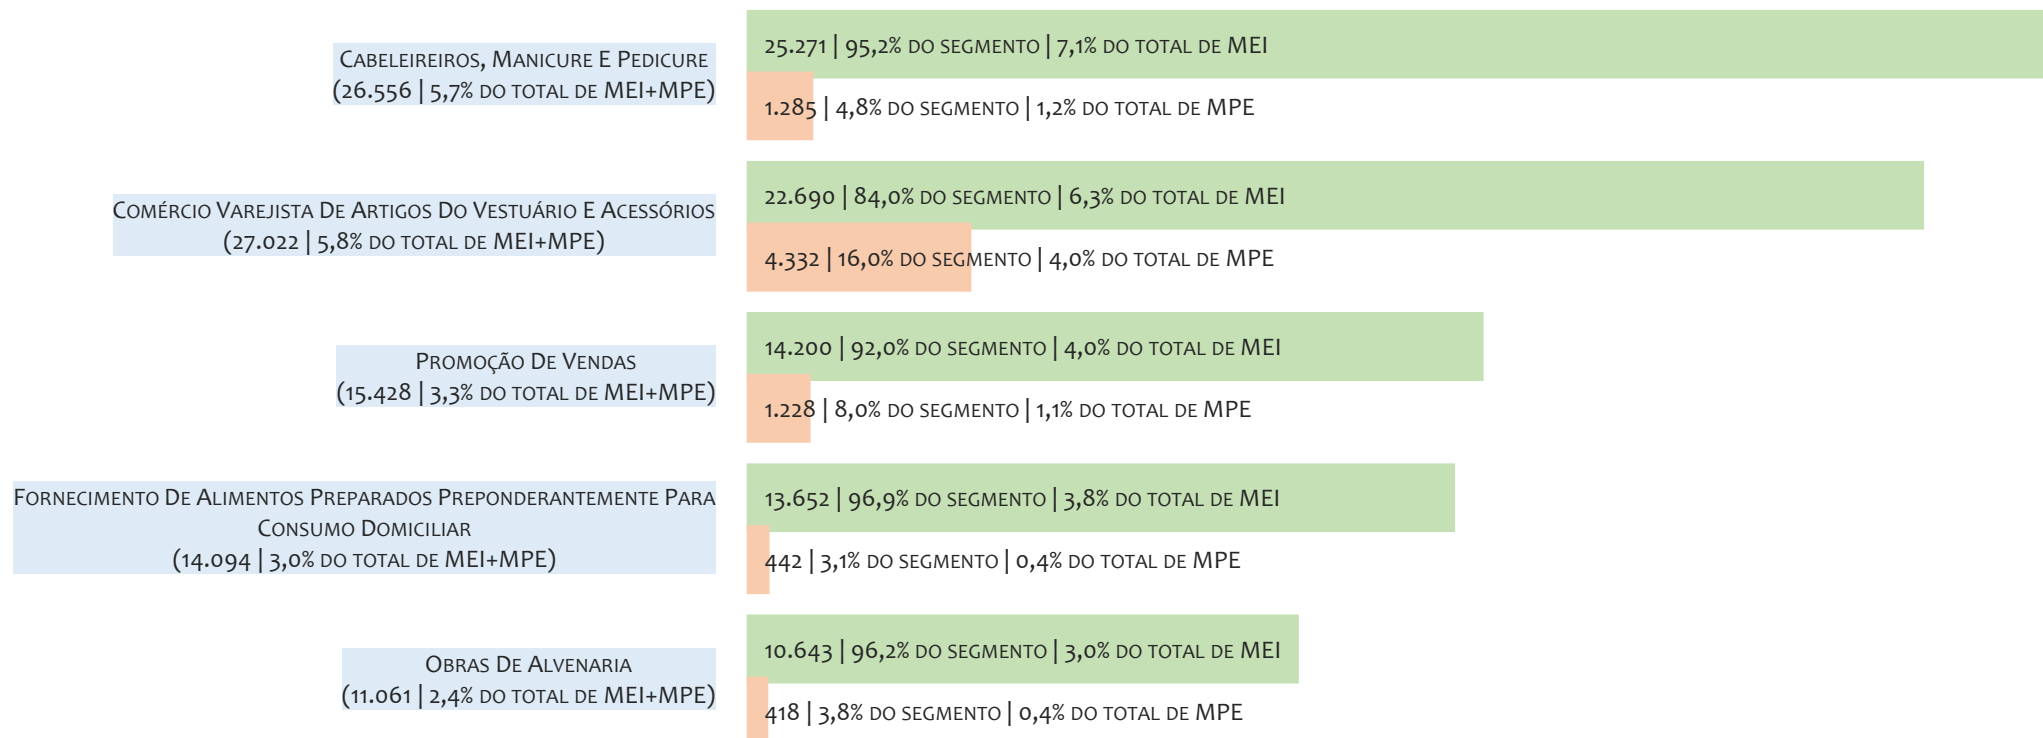 Cabeleireiros, Manicure E Pedicure
(26.556 | 5,7% do total de MEI+MPE)
25.271 | 95,2% do segmento | 7,1% do total de MEI
1.285 | 4,8% do segmento | 1,2% do total de MPE
Comércio Varejista De Artigos Do Vestuário E Acessórios
(27.022 | 5,8% do total de MEI+MPE)
22.690 | 84,0% do segmento | 6,3% do total de MEI
4.332 | 16,0% do segmento | 4,0% do total de MPE
Promoção De Vendas
(15.428 | 3,3% do total de MEI+MPE)
14.200 | 92,0% do segmento | 4,0% do total de MEI
1.228 | 8,0% do segmento | 1,1% do total de MPE
Fornecimento De Alimentos Preparados Preponderantemente Para
Consumo Domiciliar
(14.094 | 3,0% do total de MEI+MPE)
13.652 | 96,9% do segmento | 3,8% do total de MEI
442 | 3,1% do segmento | 0,4% do total de MPE
Obras De Alvenaria
(11.061 | 2,4% do total de MEI+MPE)
10.643 | 96,2% do segmento | 3,0% do total de MEI
418 | 3,8% do segmento | 0,4% do total de MPE